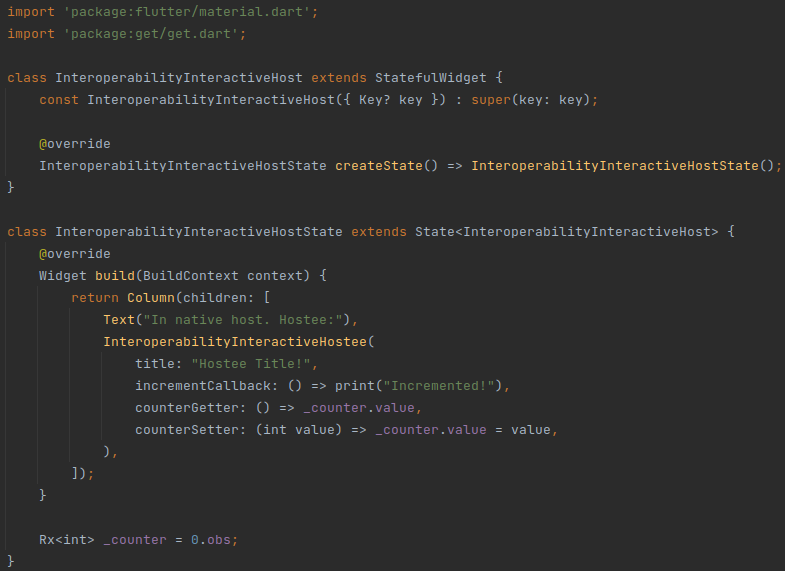 import 'package:flutter/material.dart';
import 'package:get/get.dart';

class InteroperabilityInteractiveHost extends StatefulWidget {
    const InteroperabilityInteractiveHost({ Key? key }) : super(key: key);

    @override
    InteroperabilityInteractiveHostState createState() => InteroperabilityInteractiveHostState();
}

class InteroperabilityInteractiveHostState extends State<InteroperabilityInteractiveHost> {
    @override
    Widget build(BuildContext context) {
        return Column(children: [
            Text("In native host. Hostee:"),
            InteroperabilityInteractiveHostee(
                title: "Hostee Title!",
                incrementCallback: () => print("Incremented!"),
                counterGetter: () => _counter.value,
                counterSetter: (int value) => _counter.value = value,
            ),
        ]);
    }

    Rx<int> _counter = 0.obs;
}